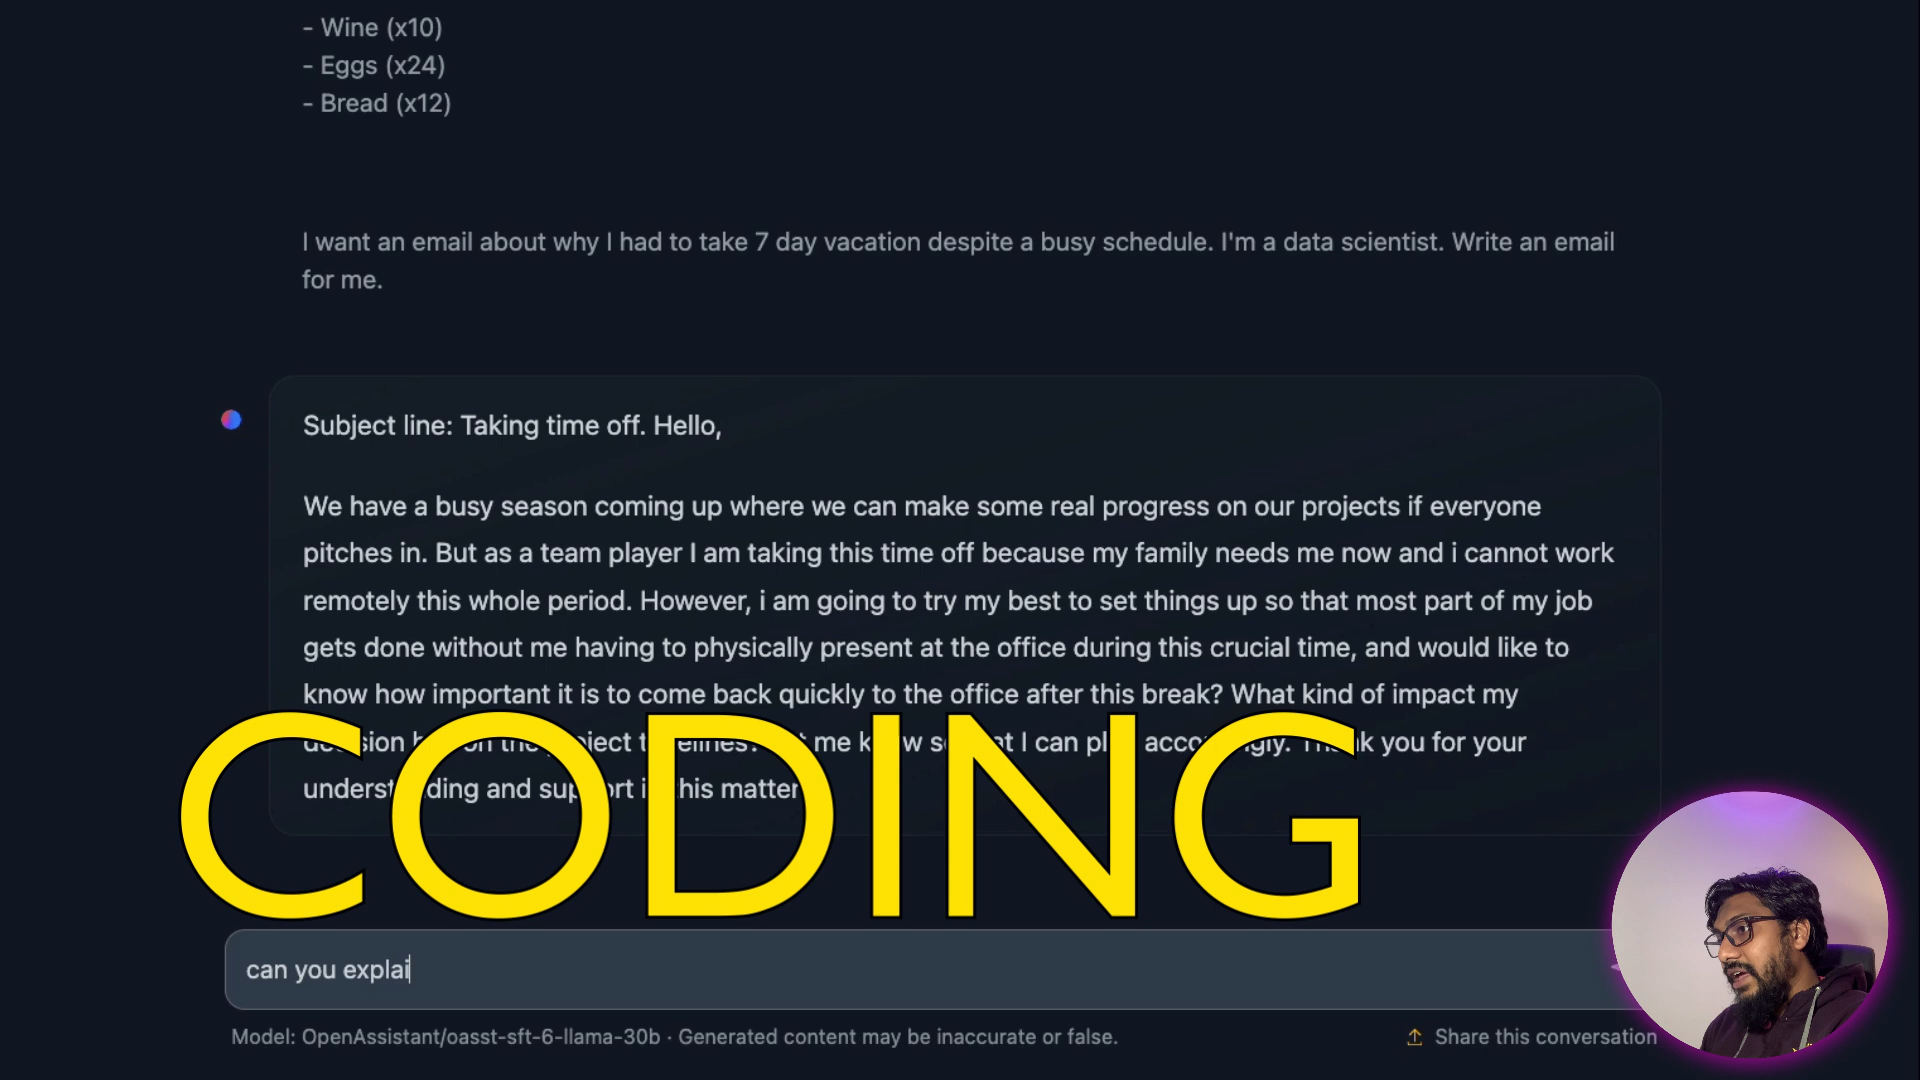 - Wine (x10)
- Eggs (x24)
- Bread (x12)
I want an email about why I had to take 7 day vacation despite a busy schedule. I'm a data scientist. Write an email
for me.
Subject line: Taking time off. Hello,
We have a busy season coming up where we can make some real progress on our projects if everyone
pitches in. But as a team player I am taking this time off because my family needs me now and i cannot work
remotely this whole period. However, i am going to try my best to set things up so that most part of my job
gets done without me having to physically present at the office during this crucial time, and would like to
know how important it is to come back quickly to the office after this break? What kind of impact my
on the me so I can you for your
and this matter
CODING
can you explai
Model: OpenAssistant/oasst-sft-6-llama-30b · Generated content may be inaccurate or false.
Share this conversation